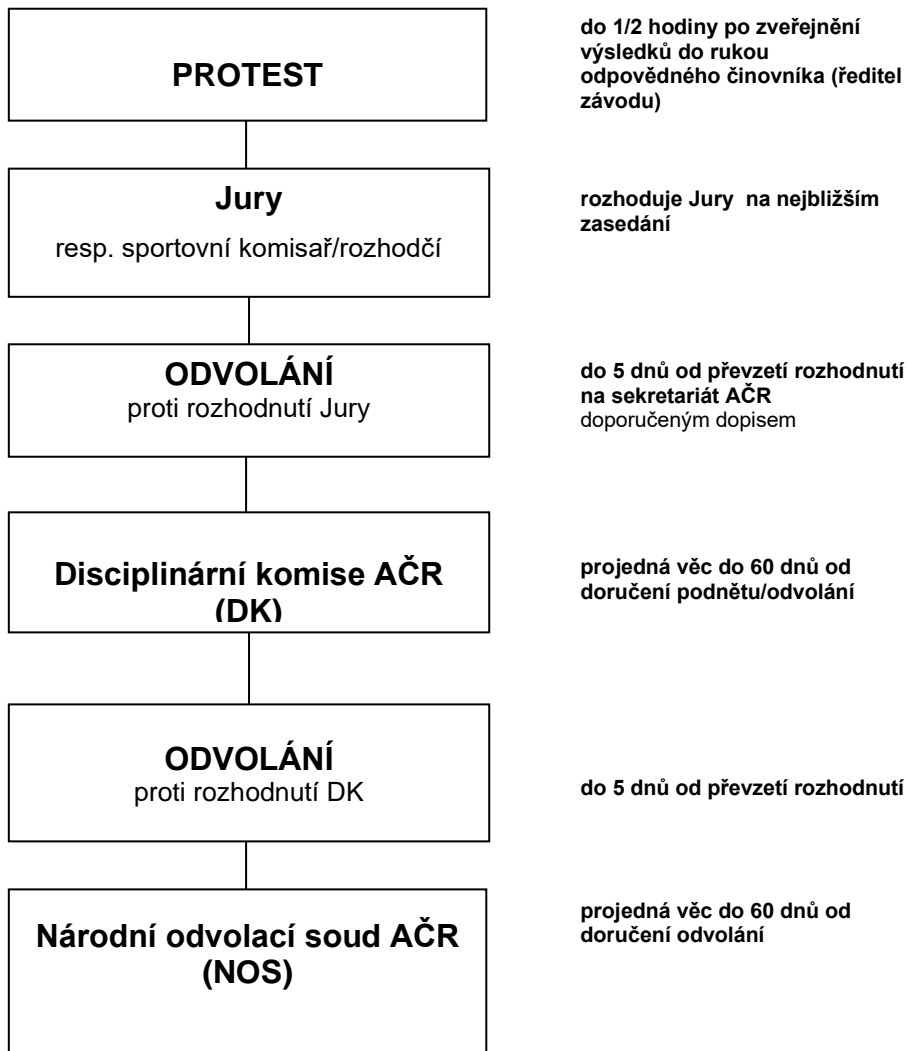 PROTEST
do 1/2 hodiny po zveřejnění
výsledků do rukou
odpovědného činovníka (ředitel
závodu)
Jury
resp. sportovní komisař/rozhodčí
rozhoduje Jury na nejbližším
zasedání
ODVOLÁNÍ
proti rozhodnutí Jury
do 5 dnů od převzetí rozhodnutí
na sekretariát AČR
doporučeným dopisem
Disciplinární komise AČR
(DK)
projedná věc do 60 dnů od
doručení podnětu/odvolání
ODVOLÁNÍ
proti rozhodnutí DK
do 5 dnů od převzetí rozhodnutí
Národní odvolací soud AČR
(NOS)
projedná věc do 60 dnů od
doručení odvolání